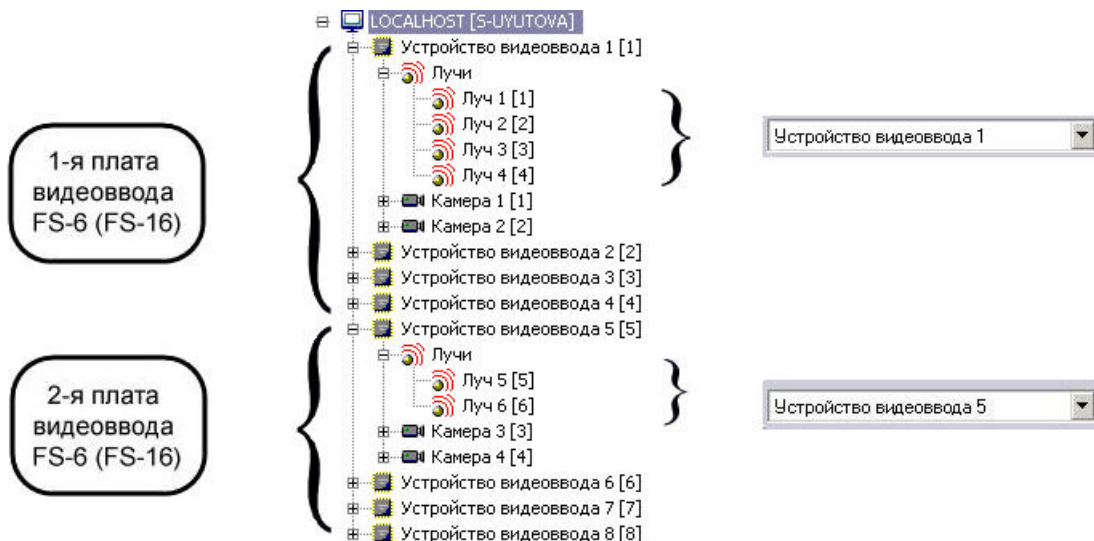 LOCALHOST [S-UYUTOVA]
Устройство видеоввода 1 [1]
Лучи
Луч 1 [1]
Луч 2 [2]
Луч 3 [3]
Луч 4 [4]
Камера 1 [1]
Камера 2 [2]
Устройство видеоввода 2 [2]
Устройство видеоввода 3 [3]
Устройство видеоввода 4 [4]
1-я плата
видеоввода
FS-6 (FS-16)
Устройство видеоввода 1
Устройство видеоввода 5 [5]
Лучи
Луч 5 [5]
Луч 6 [6]
Камера 3 [3]
Камера 4 [4]
Устройство видеоввода 6 [6]
Устройство видеоввода 7 [7]
Устройство видеоввода 8 [8]
2-я плата
видеоввода
FS-6 (FS-16)
Устройство видеоввода 5